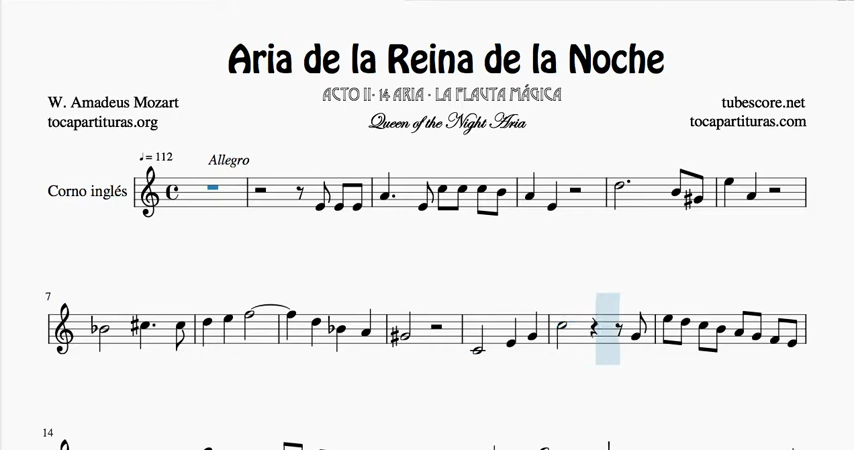 Aria de la Reina de la Noche
ACTO II· 14 ARIA · LA FLAUTA MÁGICA
W. Amadeus Mozart
tubescore.net
tocapartituras.org
Queen of the Night Aria
tocapartituras.com
♩ = 112
Allegro
Corno inglés
7
14